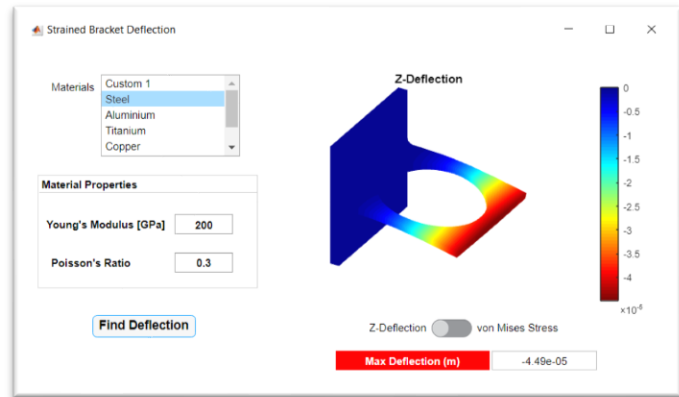 Strained Bracket Deflection
Materials
Custom 1
Steel
Aluminium
Titanium
Copper
Material Properties
Young's Modulus [GPa] 200
Poisson's Ratio 0.3
Find Deflection
Z-Deflection
0
-0.5
-1
-1.5
-2
-2.5
-3
-3.5
-4
Z-Deflection von Mises Stress
Max Deflection (m) -4.49e-05